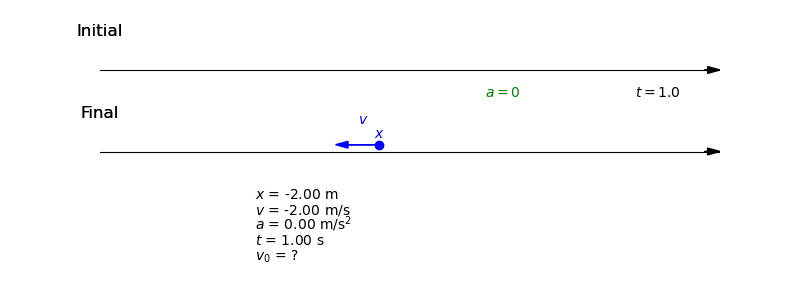 Initial
a = 0
t = 1.0
Final
v
x
x = -2.00 m
v = -2.00 m/s
a = 0.00 m/s²
t = 1.00 s
v₀ = ?